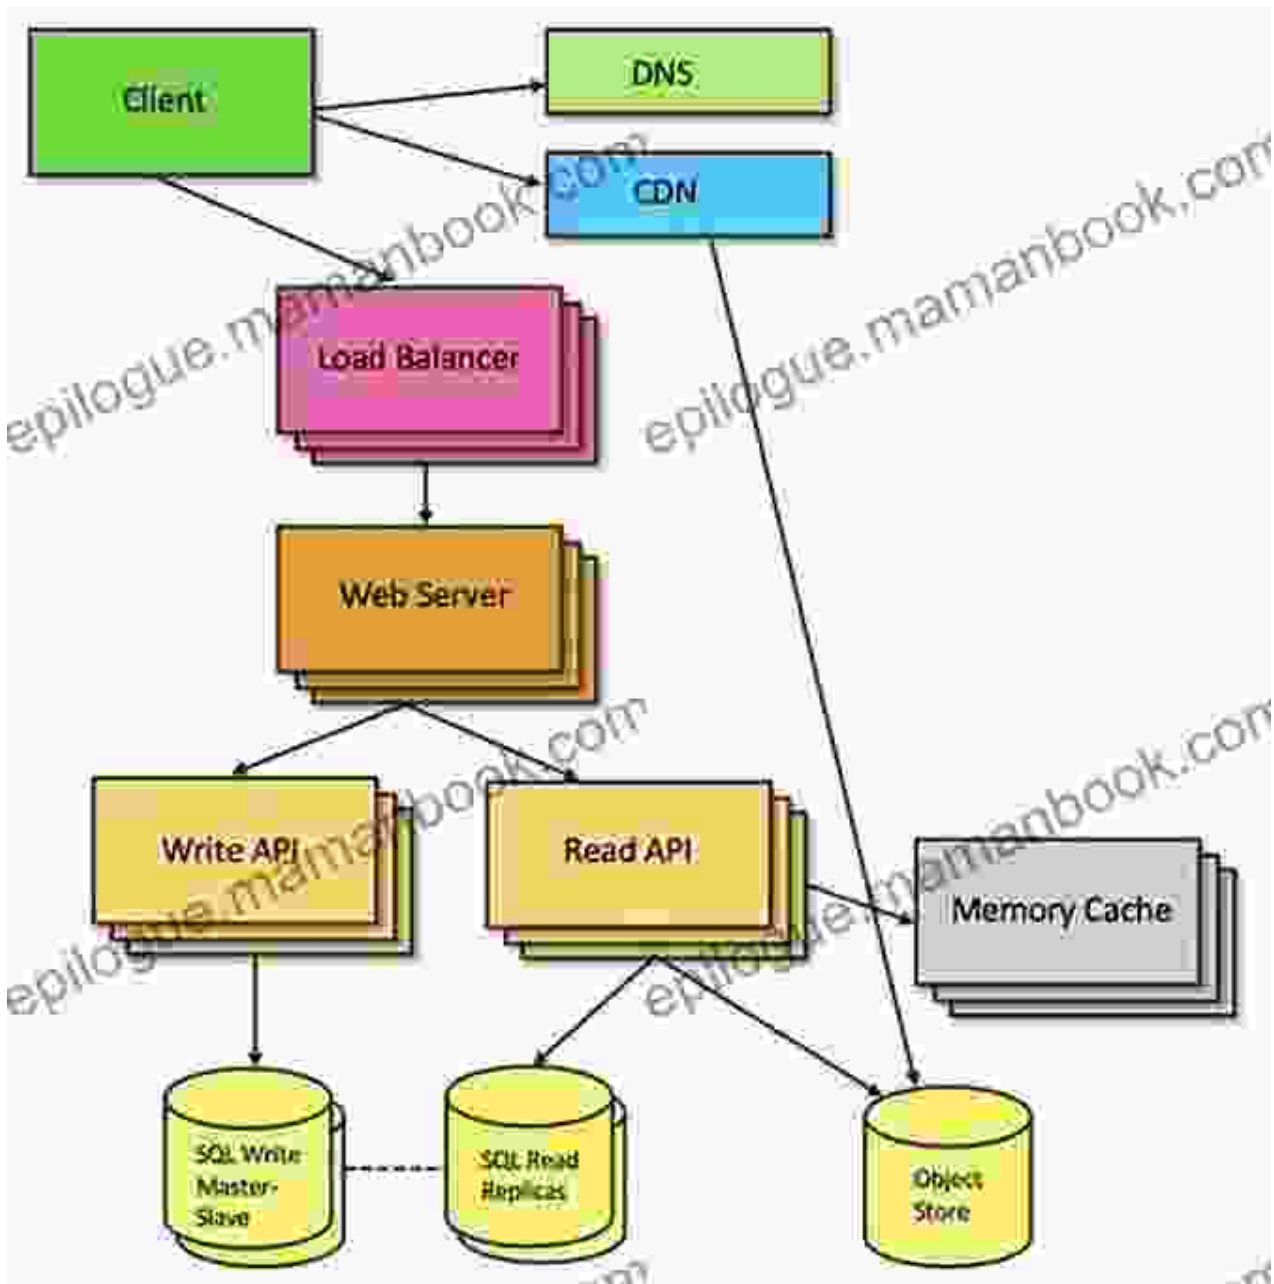 Client
DNS
CDN
epilogue.mamanbook.com
epilogue.mamanbook.com
Load Balancer
Web Server
epilogue.mamanbook.com
epilogue.mamanbook.com
Write API
Read API
Memory Cache
SQL Write
Master-
Slave
SQL Read
Replicas
Object
Store